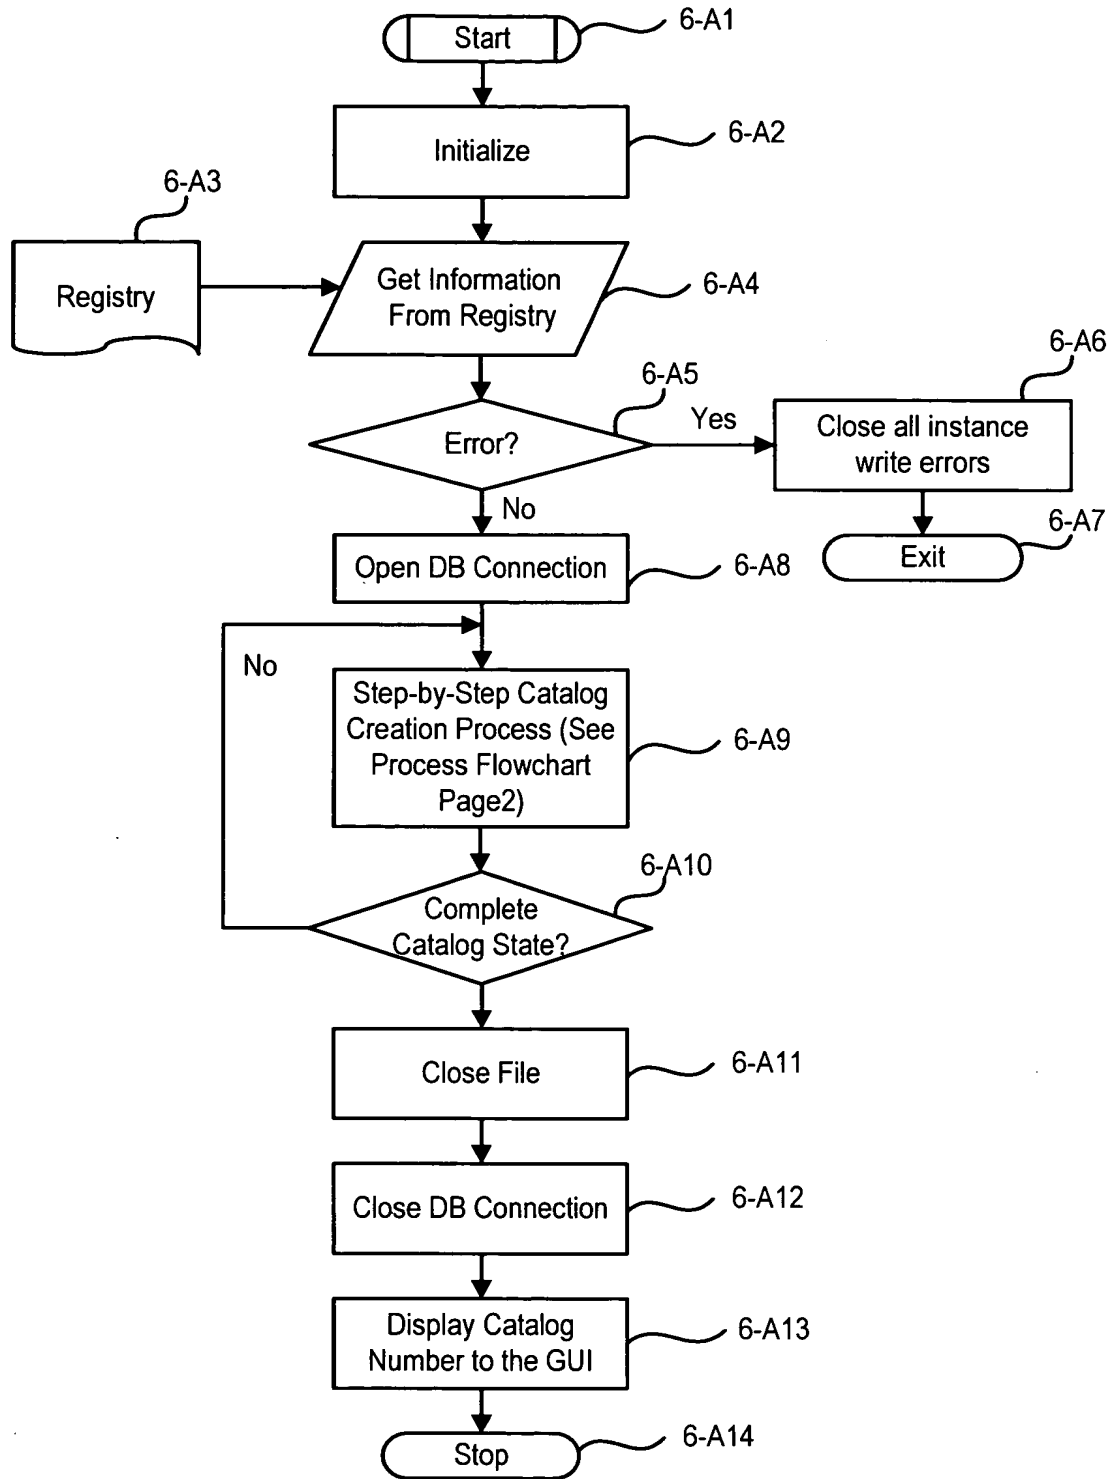 Start
6-A1
Initialize
6-A2
6-A3
Registry
Get Information
From Registry
6-A4
6-A5
Error?
Yes
6-A6
Close all instance
write errors
6-A7
Exit
No
Open DB Connection
6-A8
No
Step-by-Step Catalog
Creation Process (See
Process Flowchart
Page2)
6-A9
6-A10
Complete
Catalog State?
Close File
6-A11
Close DB Connection
6-A12
Display Catalog
Number to the GUI
6-A13
Stop
6-A14